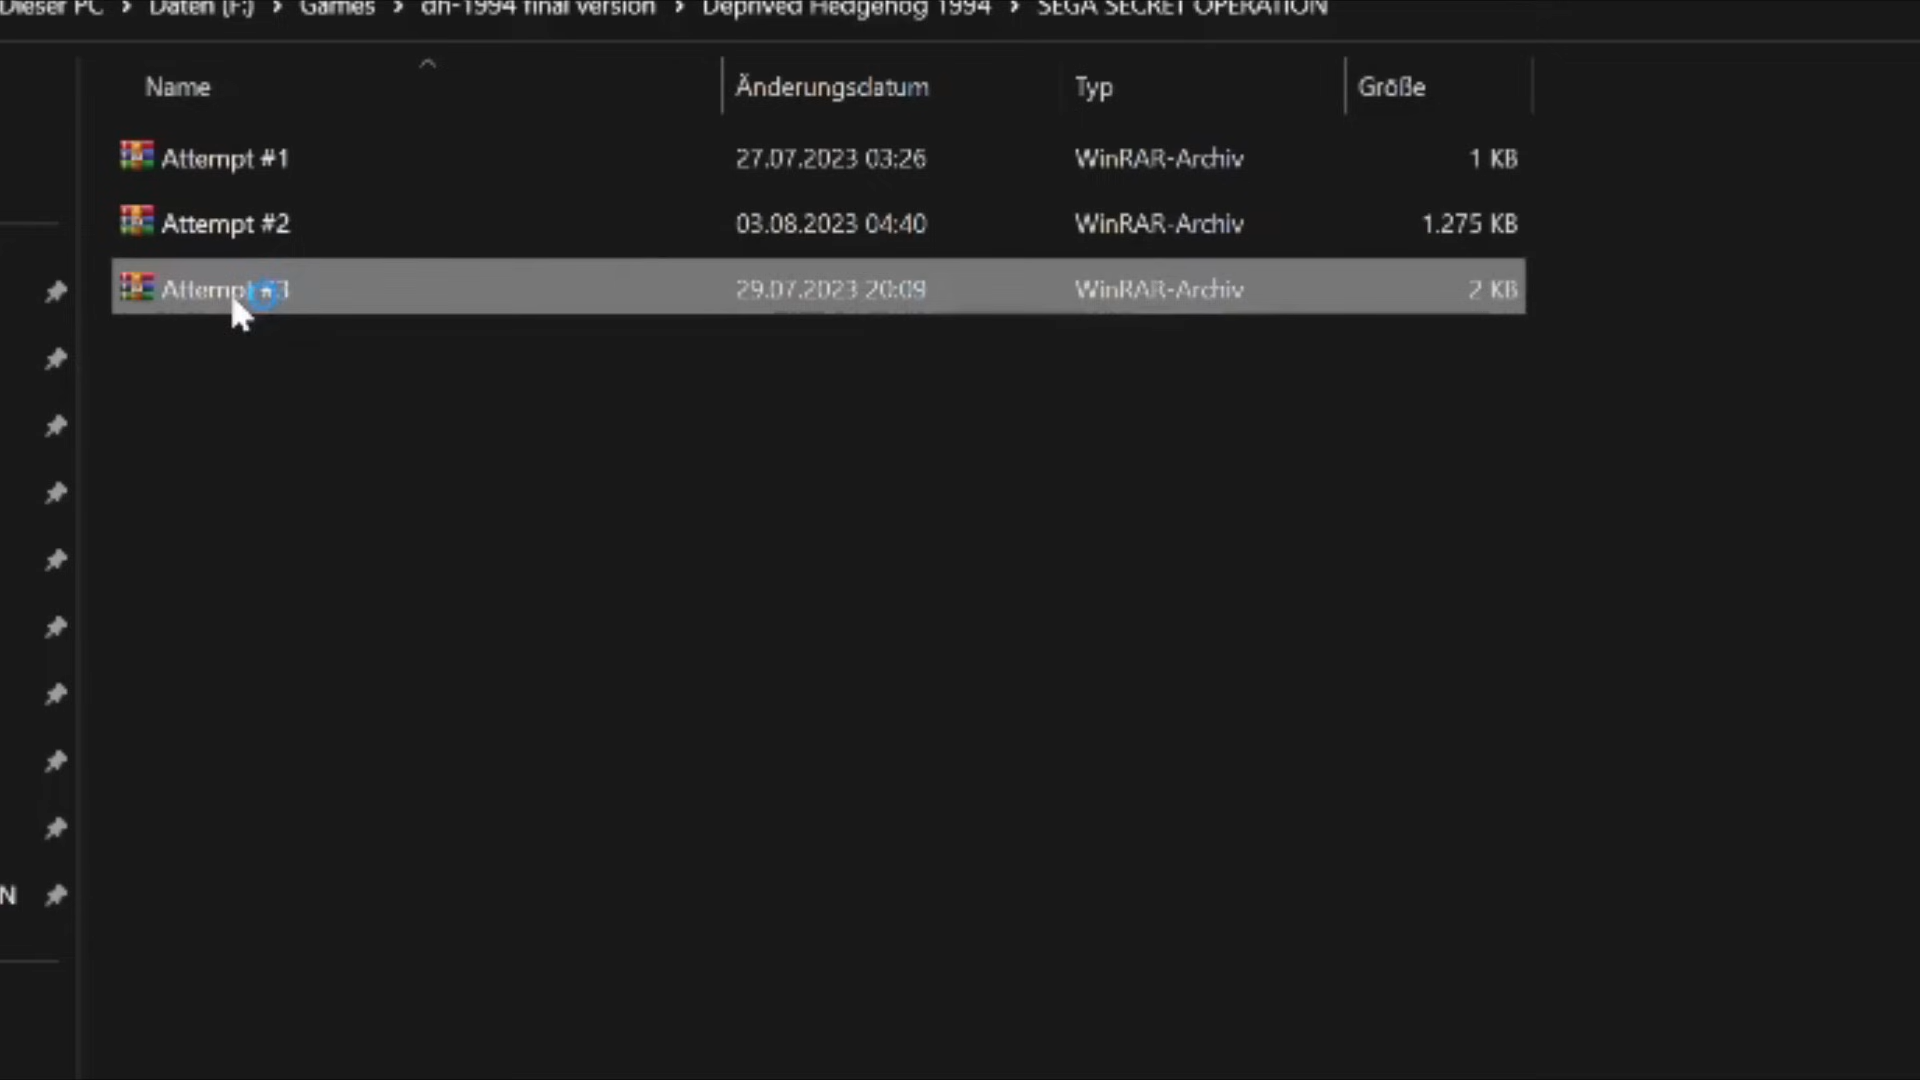 Dieser PC > Daten (F:) > Games > dh-1994 final version > Deprived Hedgehog 1994 > SEGA SECRET OPERATION
Name Änderungsdatum Typ Größe
Attempt #1 27.07.2023 03:26 WinRAR-Archiv 1 KB
Attempt #2 03.08.2023 04:40 WinRAR-Archiv 1.275 KB
Attempt #3 29.07.2023 20:09 WinRAR-Archiv 2 KB
N